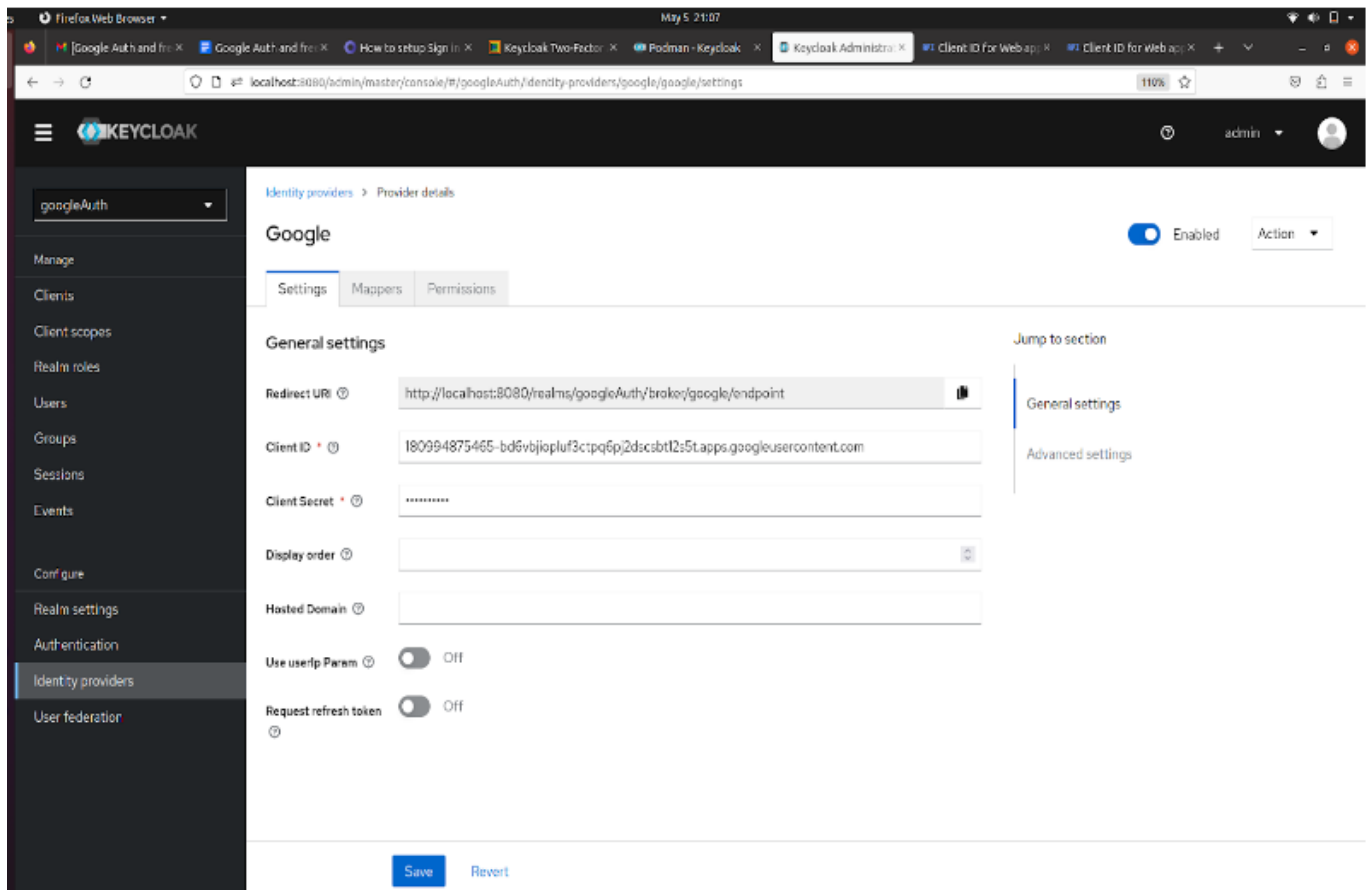 Firefox Web Browser
May 5 21:07
[Google Auth and fre
Google Auth and free
How to setup Sign in
Keycloak Two-Factor
Podman - Keycloak
Keycloak Administra
Client ID for Web app
Client ID for Web app
localhost:8080/admin/master/console/#/googleAuth/identity-providers/google/google/settings
110%
KEYCLOAK
admin
googleAuth
Manage
Clients
Client scopes
Realm roles
Users
Groups
Sessions
Events
Configure
Realm settings
Authentication
Identity providers
User federation
Identity providers > Provider details
Google
Enabled
Action
Settings Mappers Permissions
General settings
Redirect URI
http://localhost:8080/realms/googleAuth/broker/google/endpoint
Client ID *
Client Secret *
••••••••••
Display order
Hosted Domain
Use userIp Param
Off
Request refresh token
Off
Jump to section
General settings
Advanced settings
Save
Revert